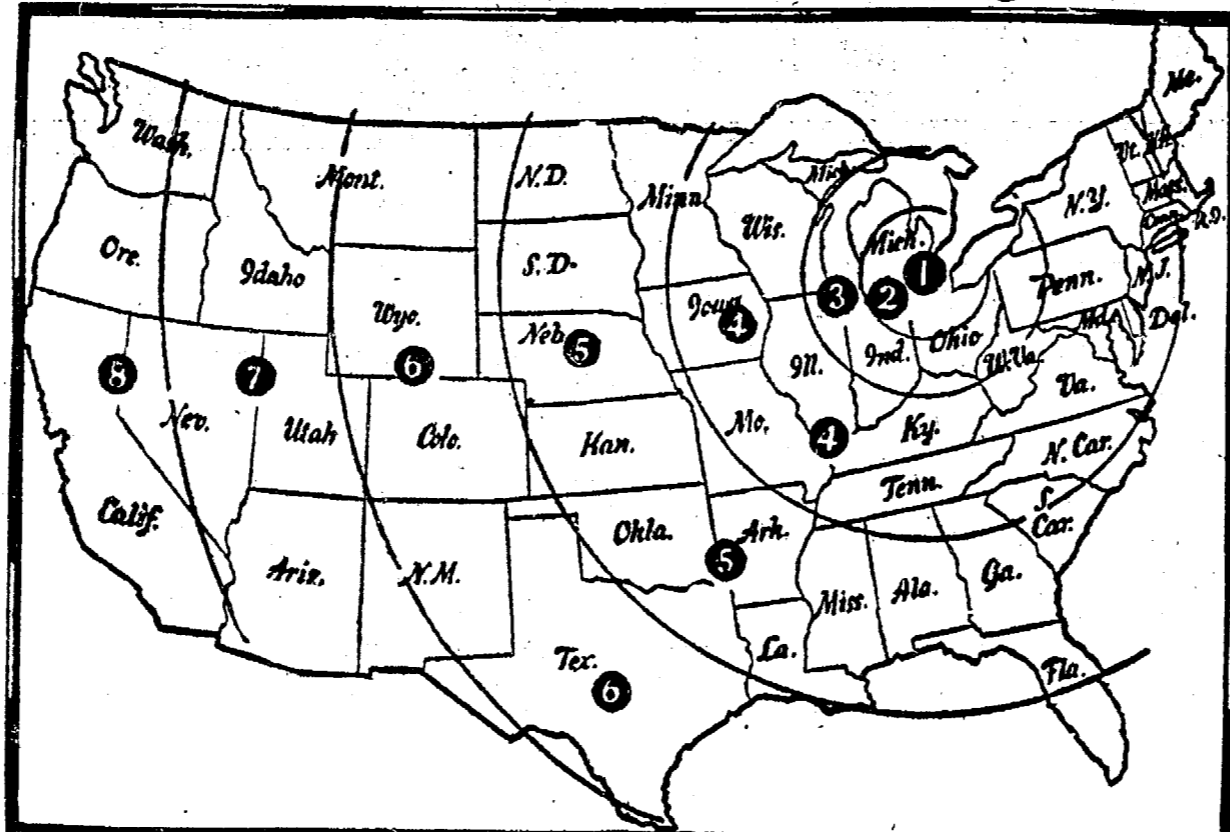 Me.
Wash.
Mont.
N.D.
Minn.
Mich.
Vt.
N.H.
Mass.
Conn.
R.I.
N.Y.
Ore.
Idaho
S.D.
Wis.
Mich.
1
Penn.
N.J.
Wyo.
Neb.
5
Iowa
4
3
2
Ohio
Md.
Del.
8
7
6
Ill.
Ind.
W.Va.
Va.
Nev.
Utah
Colo.
Kan.
Mo.
4
Ky.
N. Car.
Calif.
Tenn.
S.
Car.
Ariz.
N.M.
Okla.
Ark.
5
Miss.
Ala.
Ga.
Tex.
6
La.
Fla.